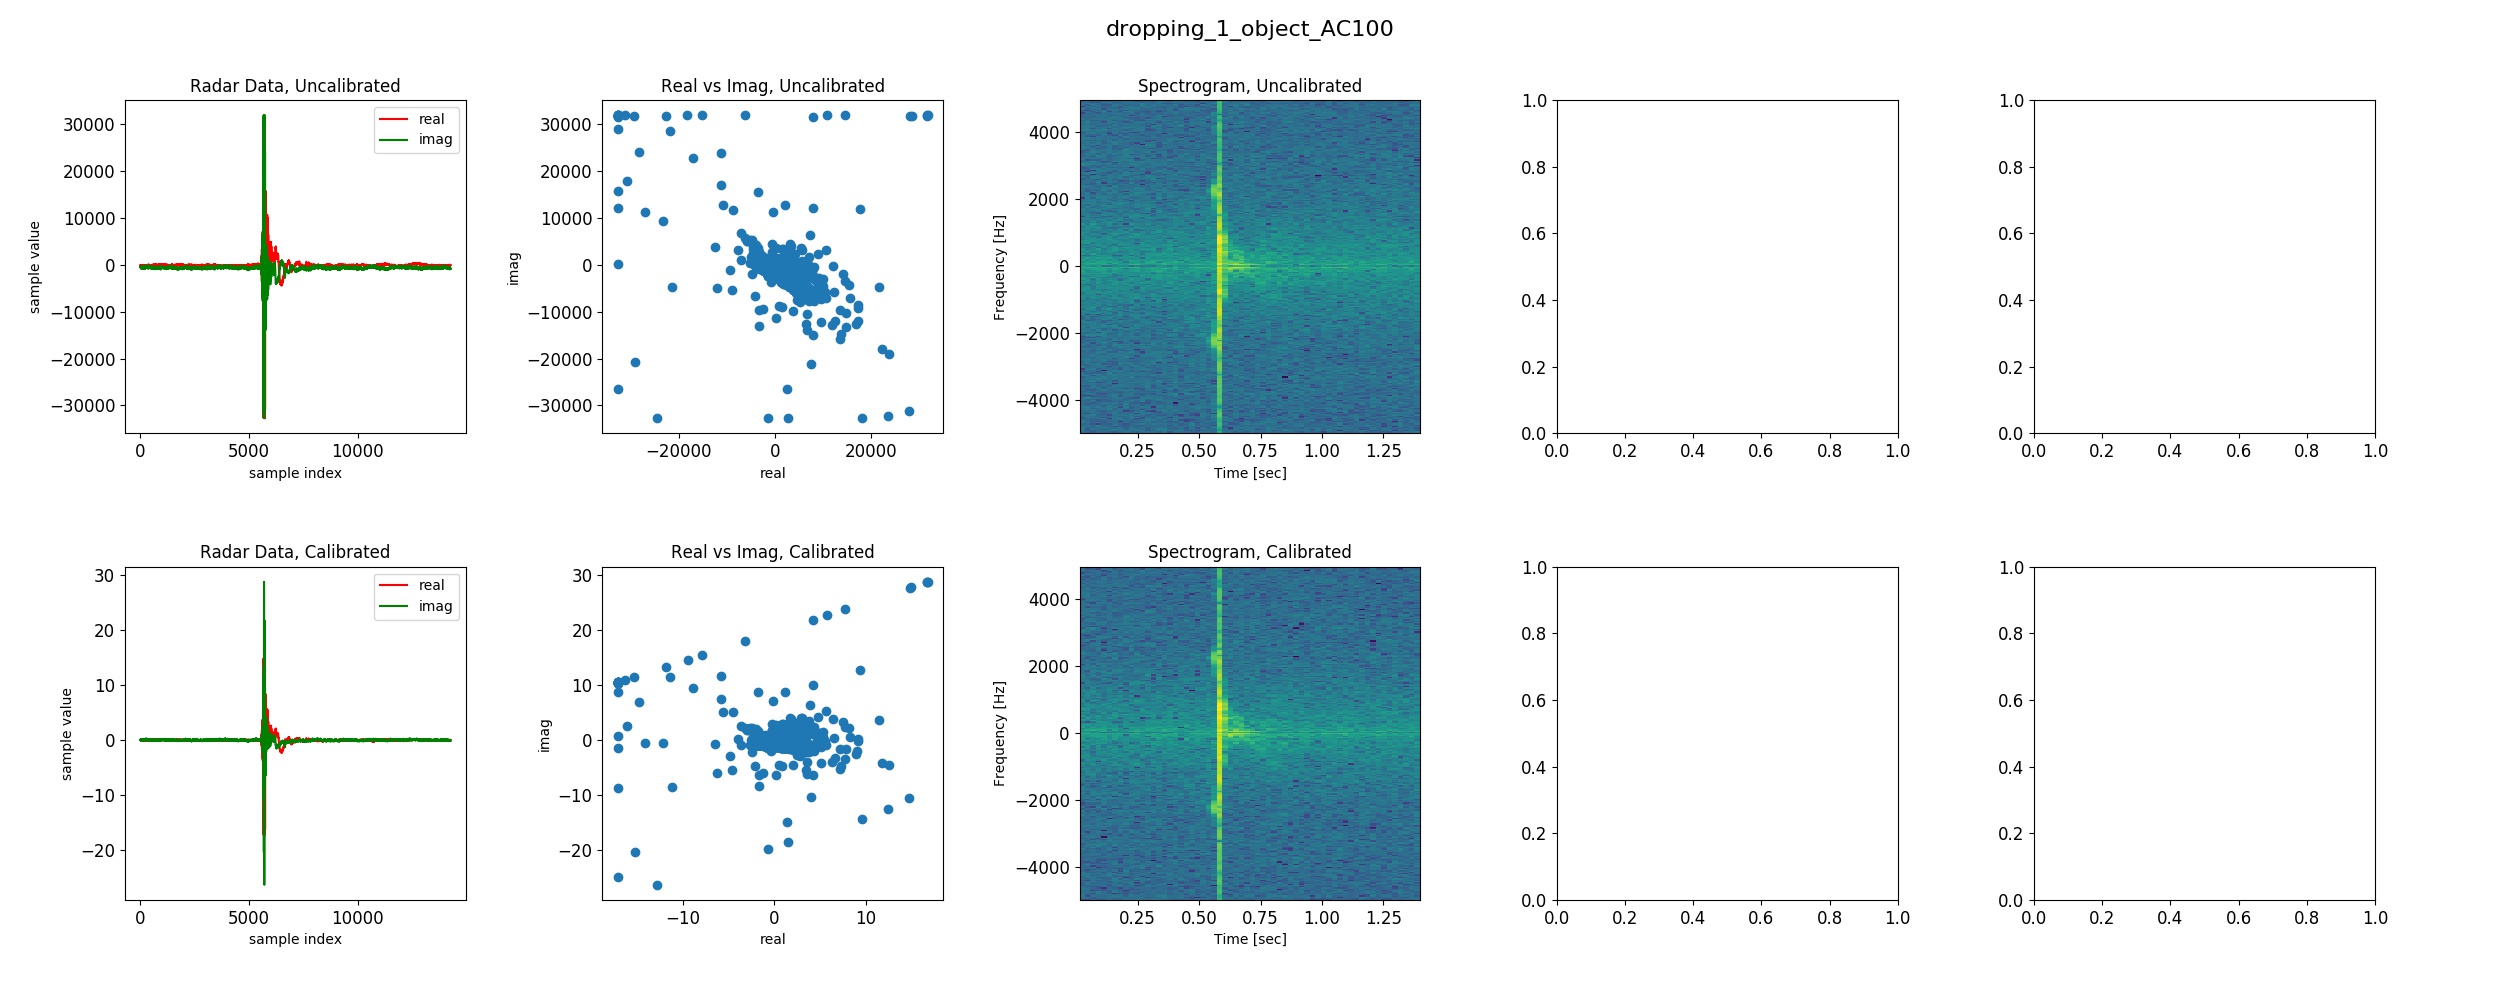 dropping_1_object_AC100
Radar Data, Uncalibrated
sample value
30000
20000
10000
0
−10000
−20000
−30000
real
imag
0 5000 10000
sample index
Real vs Imag, Uncalibrated
imag
30000
20000
10000
0
−10000
−20000
−30000
−20000 0 20000
real
Spectrogram, Uncalibrated
Frequency [Hz]
4000
2000
0
−2000
−4000
0.25 0.50 0.75 1.00 1.25
Time [sec]
1.0
0.8
0.6
0.4
0.2
0.0
0.0 0.2 0.4 0.6 0.8 1.0
1.0
0.8
0.6
0.4
0.2
0.0
0.0 0.2 0.4 0.6 0.8 1.0
Radar Data, Calibrated
sample value
30
20
10
0
−10
−20
real
imag
0 5000 10000
sample index
Real vs Imag, Calibrated
imag
30
20
10
0
−10
−20
−10 0 10
real
Spectrogram, Calibrated
Frequency [Hz]
4000
2000
0
−2000
−4000
0.25 0.50 0.75 1.00 1.25
Time [sec]
1.0
0.8
0.6
0.4
0.2
0.0
0.0 0.2 0.4 0.6 0.8 1.0
1.0
0.8
0.6
0.4
0.2
0.0
0.0 0.2 0.4 0.6 0.8 1.0